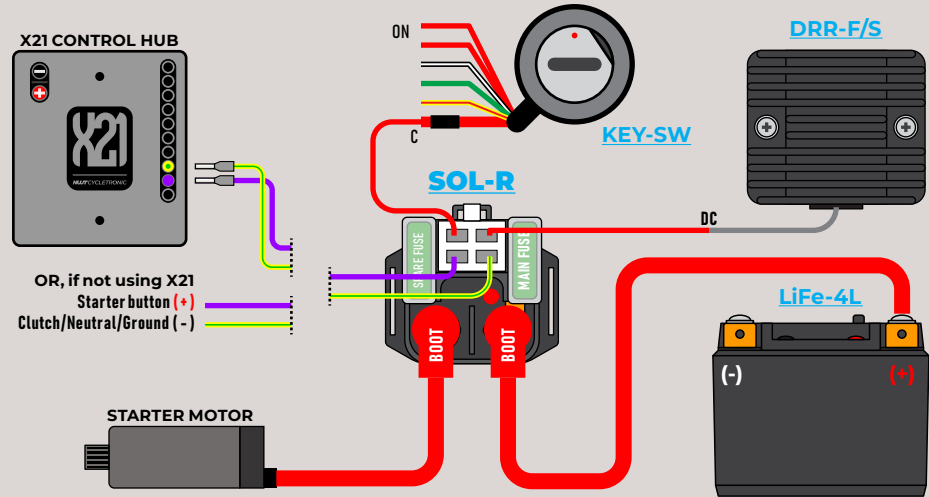 X21 CONTROL HUB
X21
NWTCYCLETRONIC
OR, if not using X21
Starter button (+)
Clutch/Neutral/Ground (-)
STARTER MOTOR
ON
C
KEY-SW
SOL-R
SPARE FUSE
MAIN FUSE
BOOT
BOOT
DC
DRR-F/S
LiFe-4L
(-)
(+)